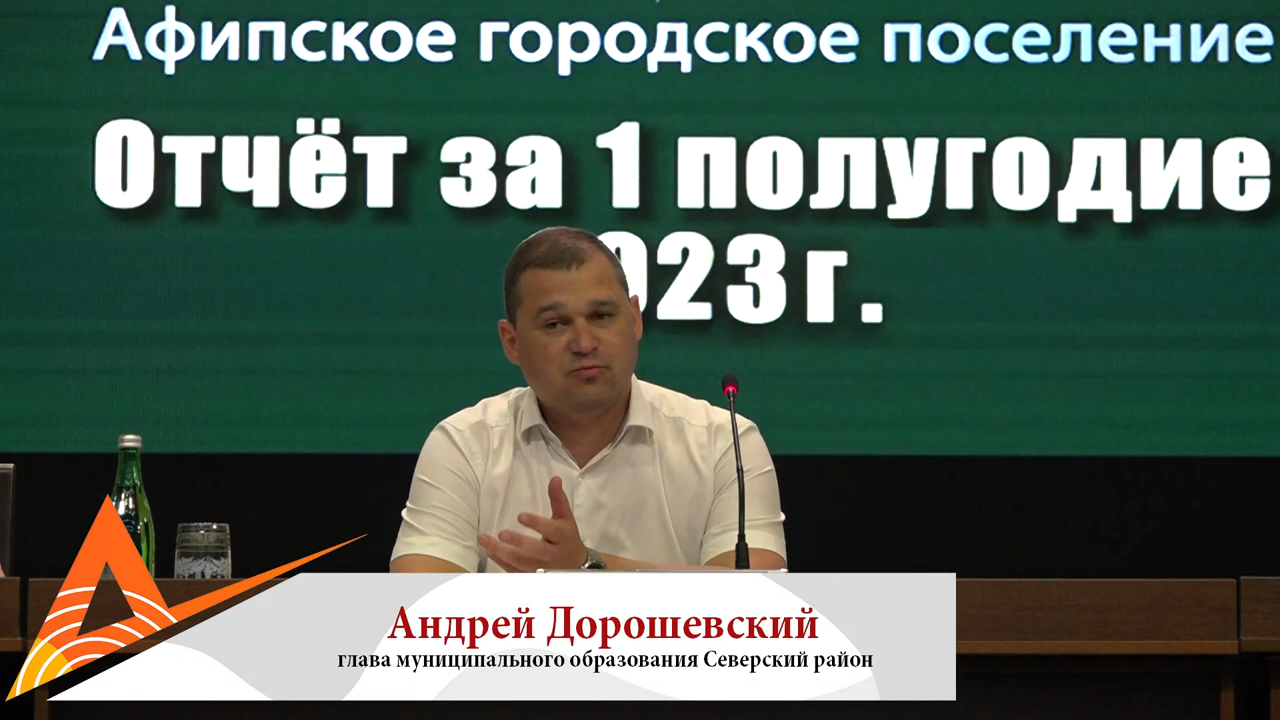 Афипское городское поселение
Отчёт за 1 полугодие
023 г.
Андрей Дорошевский
глава муниципального образования Северский район